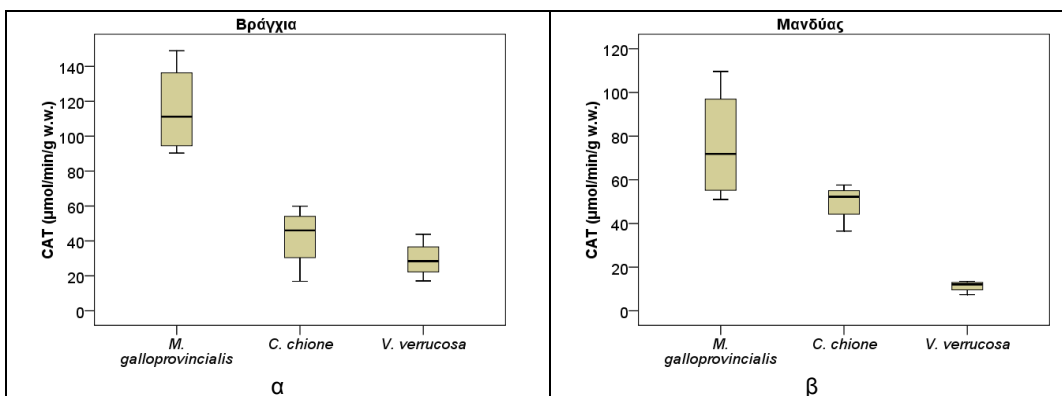 Βράγχια
CAT (μmol/min/g w.w.)
140
120
100
80
60
40
20
0
M. galloprovincialis
C. chione
V. verrucosa
α
Μανδύας
CAT (μmol/min/g w.w.)
120
100
80
60
40
20
0
M. galloprovincialis
C. chione
V. verrucosa
β